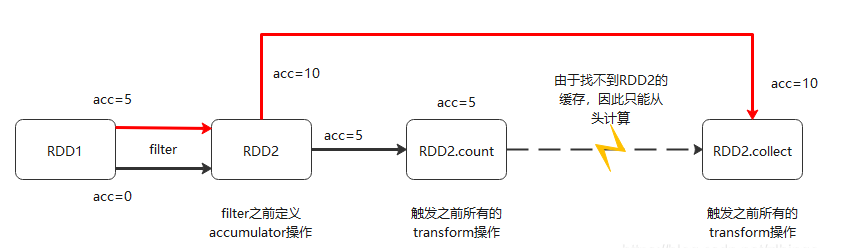 acc=10
由于找不到RDD2的
缓存，因此只能从
头计算
acc=10
acc=5
acc=5
RDD1
filter
RDD2
acc=5
RDD2.count
RDD2.collect
acc=0
filter之前定义
accumulator操作
触发之前所有的
transform操作
触发之前所有的
transform操作